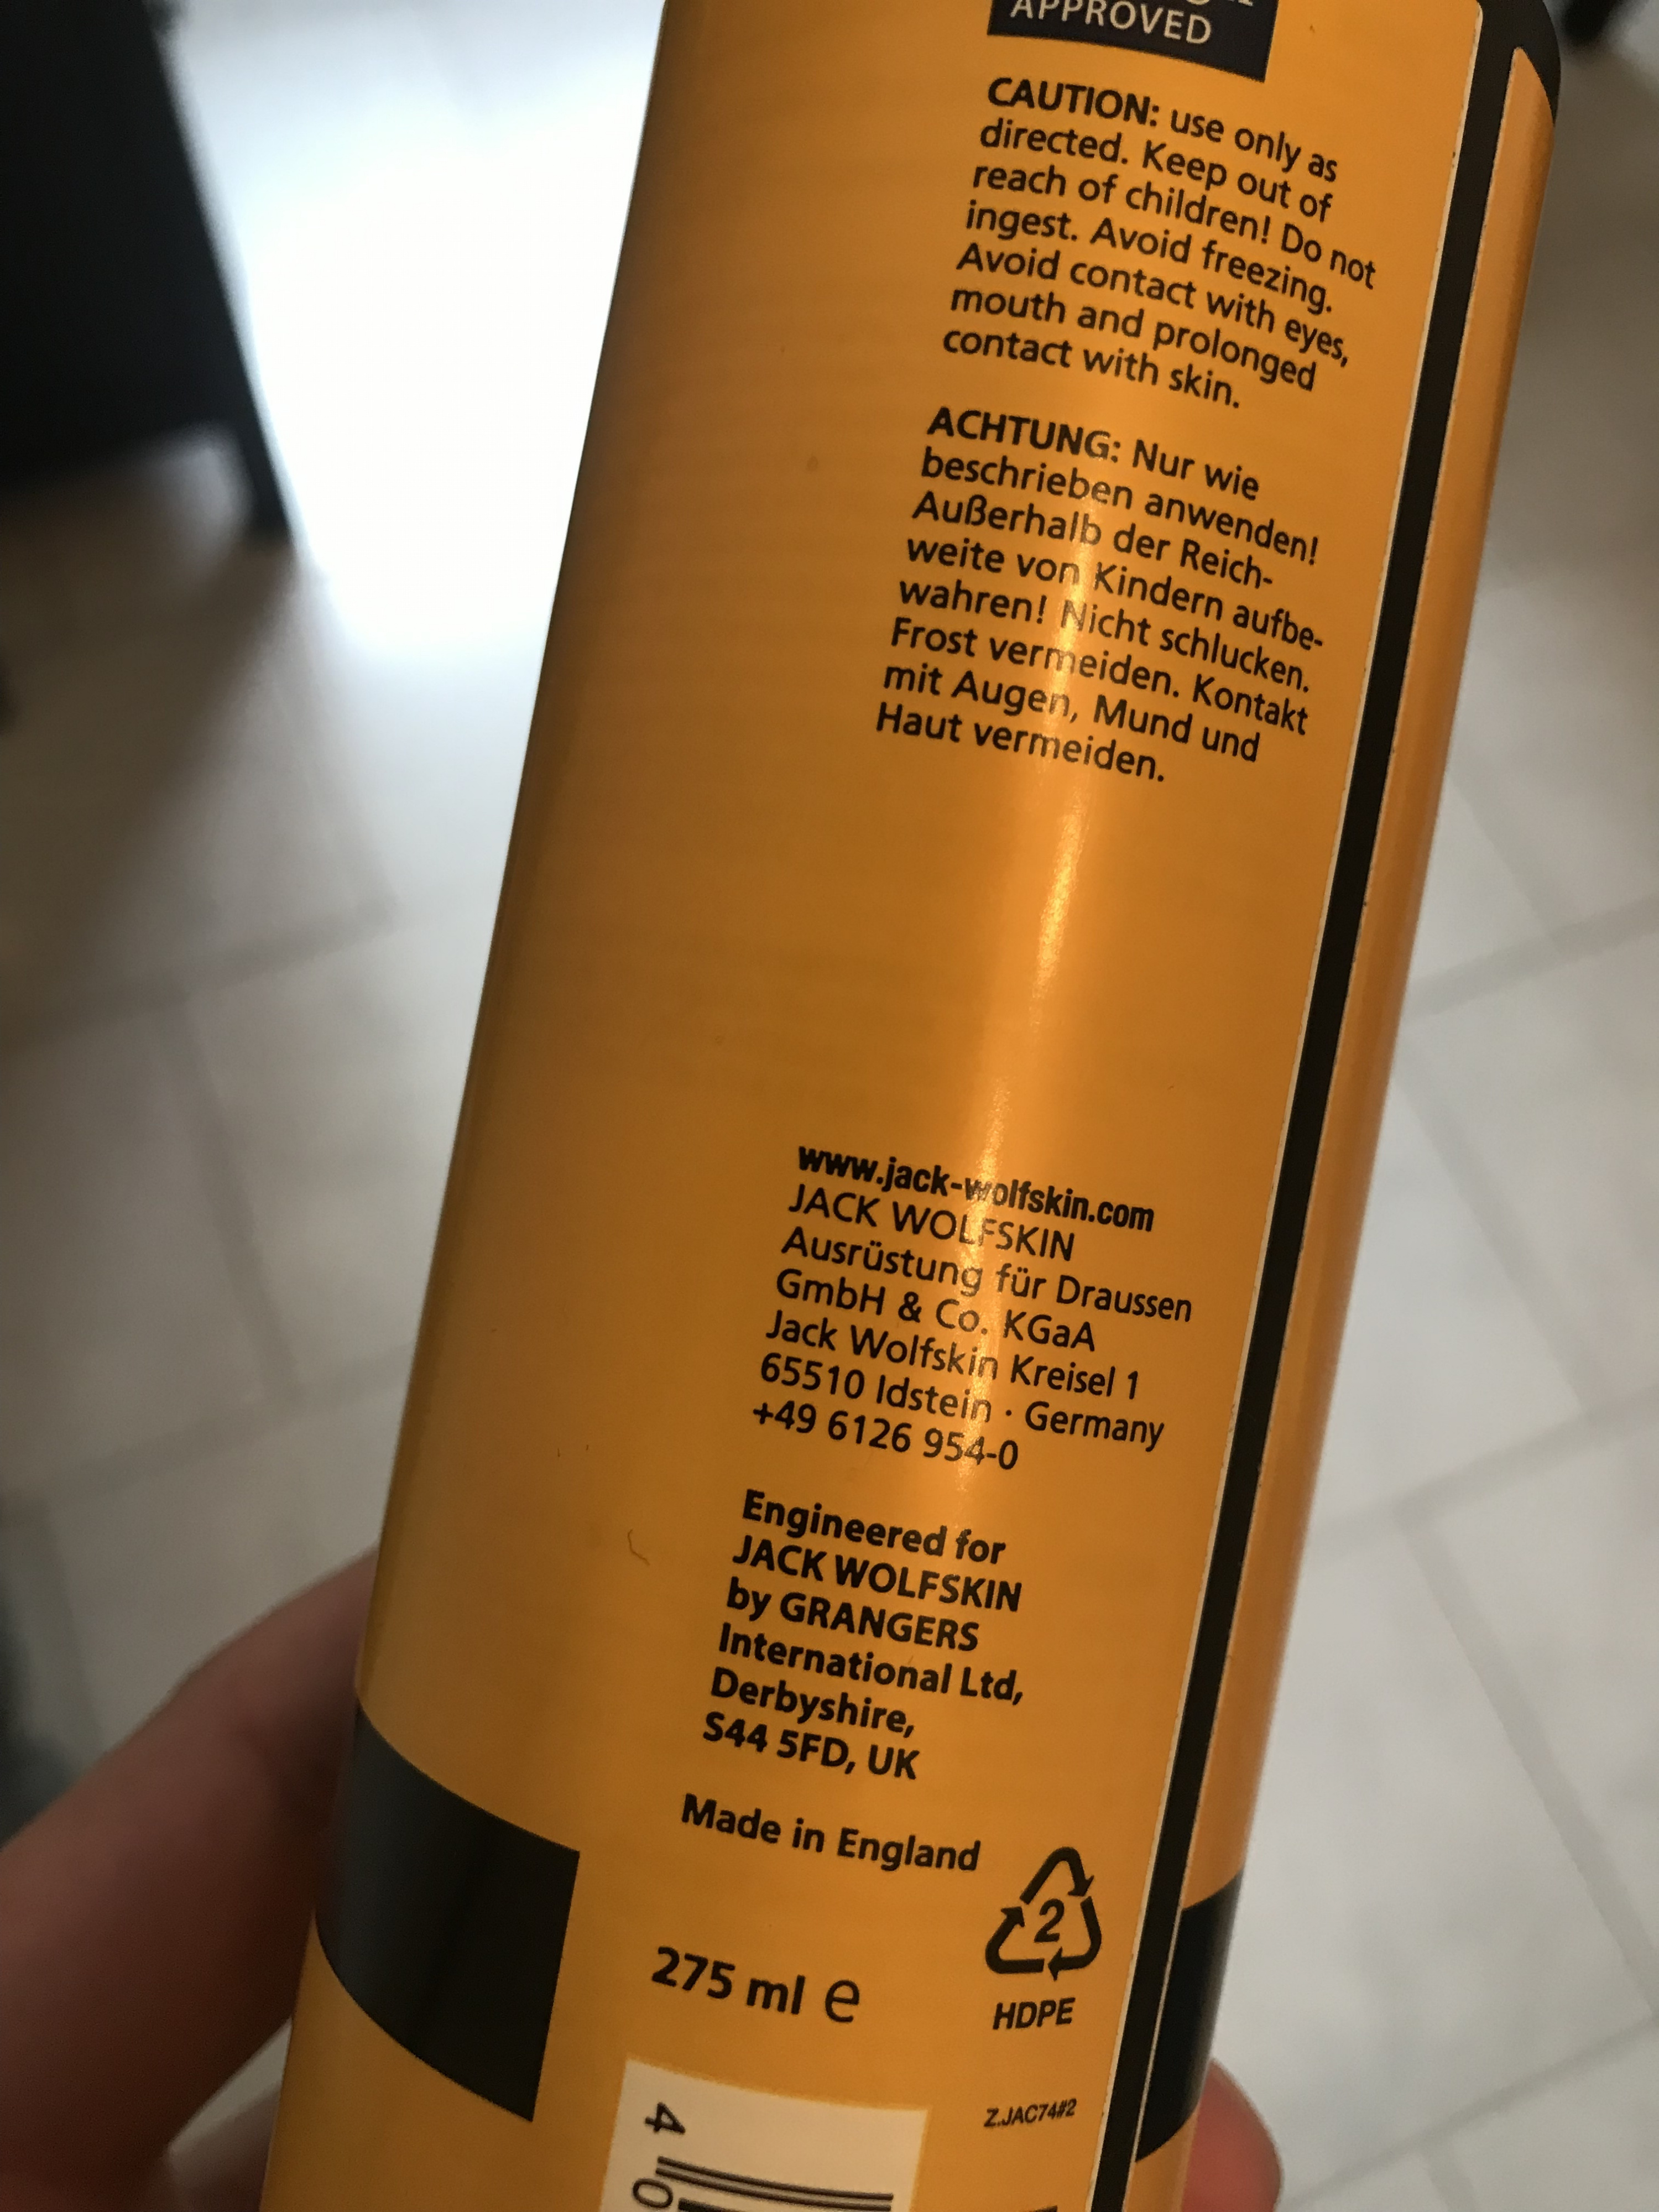 APPROVED
CAUTION: use only as
directed. Keep out of
reach of children! Do not
ingest. Avoid freezing.
Avoid contact with eyes,
mouth and prolonged
contact with skin.
ACHTUNG: Nur wie
beschrieben anwenden!
Außerhalb der Reich-
weite von Kindern aufbe-
wahren! Nicht schlucken.
Frost vermeiden. Kontakt
mit Augen, Mund und
Haut vermeiden.
www.jack-wolfskin.com
JACK WOLFSKIN
Ausrüstung für Draussen
GmbH & Co. KGaA
Jack Wolfskin Kreisel 1
65510 Idstein · Germany
+49 6126 954-0
Engineered for
JACK WOLFSKIN
by GRANGERS
International Ltd,
Derbyshire,
S44 5FD, UK
Made in England
2
275 ml e
HDPE
Z.JAC74#2
4 0